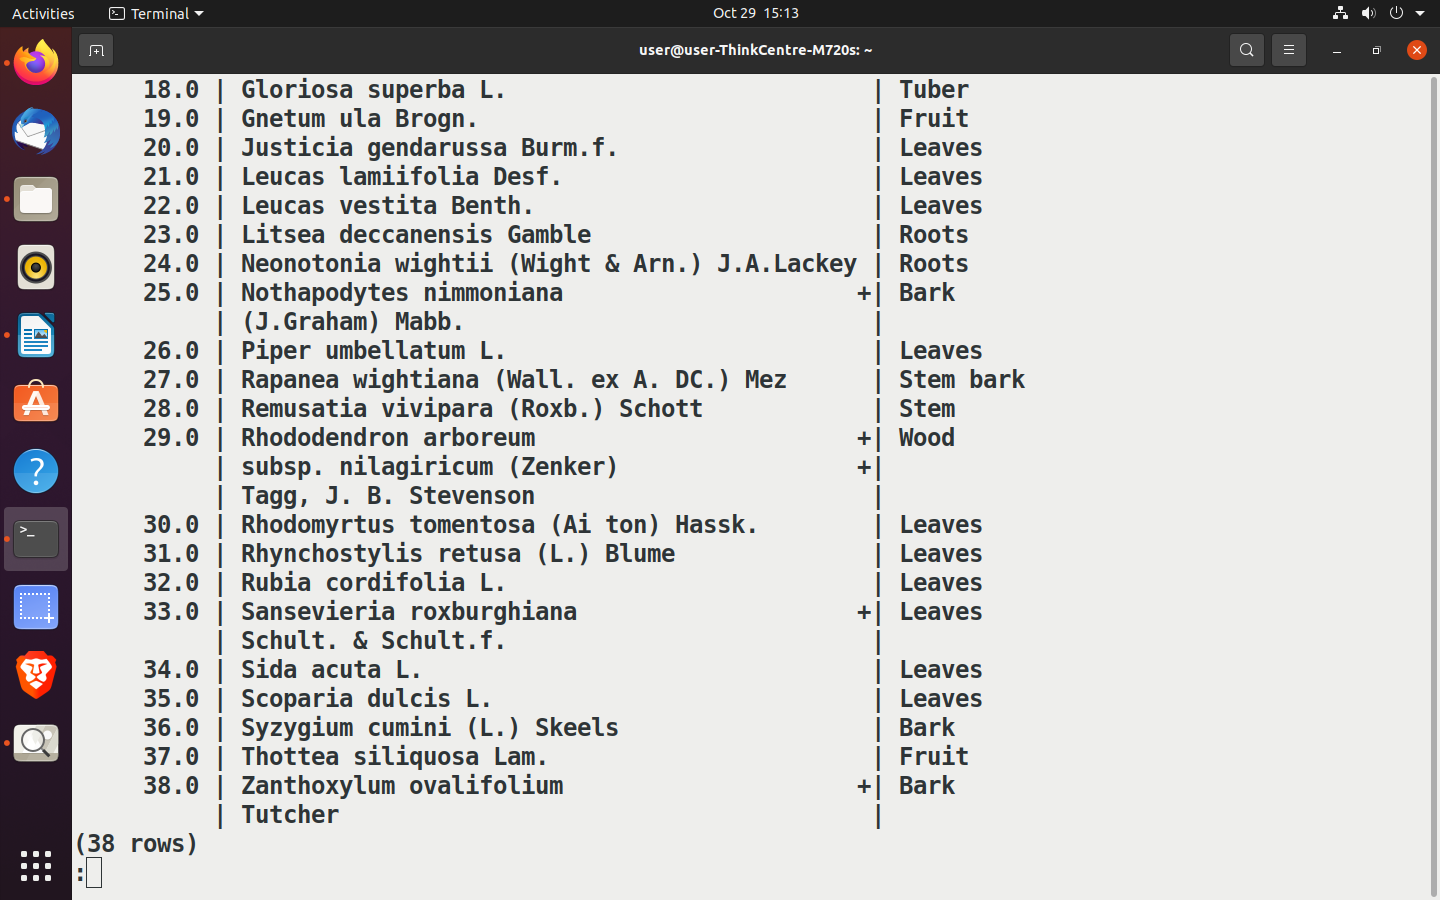 Activities Terminal Oct 29 15:13
user@user-ThinkCentre-M720s: ~
18.0 | Gloriosa superba L. | Tuber
19.0 | Gnetum ula Brogn. | Fruit
20.0 | Justicia gendarussa Burm.f. | Leaves
21.0 | Leucas lamiifolia Desf. | Leaves
22.0 | Leucas vestita Benth. | Leaves
23.0 | Litsea deccanensis Gamble | Roots
24.0 | Neonotonia wightii (Wight & Arn.) J.A.Lackey | Roots
25.0 | Nothapodytes nimmoniana +| Bark
| (J.Graham) Mabb. |
26.0 | Piper umbellatum L. | Leaves
27.0 | Rapanea wightiana (Wall. ex A. DC.) Mez | Stem bark
28.0 | Remusatia vivipara (Roxb.) Schott | Stem
29.0 | Rhododendron arboreum +| Wood
| subsp. nilagiricum (Zenker) +|
| Tagg, J. B. Stevenson |
30.0 | Rhodomyrtus tomentosa (Ai ton) Hassk. | Leaves
31.0 | Rhynchostylis retusa (L.) Blume | Leaves
32.0 | Rubia cordifolia L. | Leaves
33.0 | Sansevieria roxburghiana +| Leaves
| Schult. & Schult.f. |
34.0 | Sida acuta L. | Leaves
35.0 | Scoparia dulcis L. | Leaves
36.0 | Syzygium cumini (L.) Skeels | Bark
37.0 | Thottea siliquosa Lam. | Fruit
38.0 | Zanthoxylum ovalifolium +| Bark
| Tutcher |
(38 rows)
: